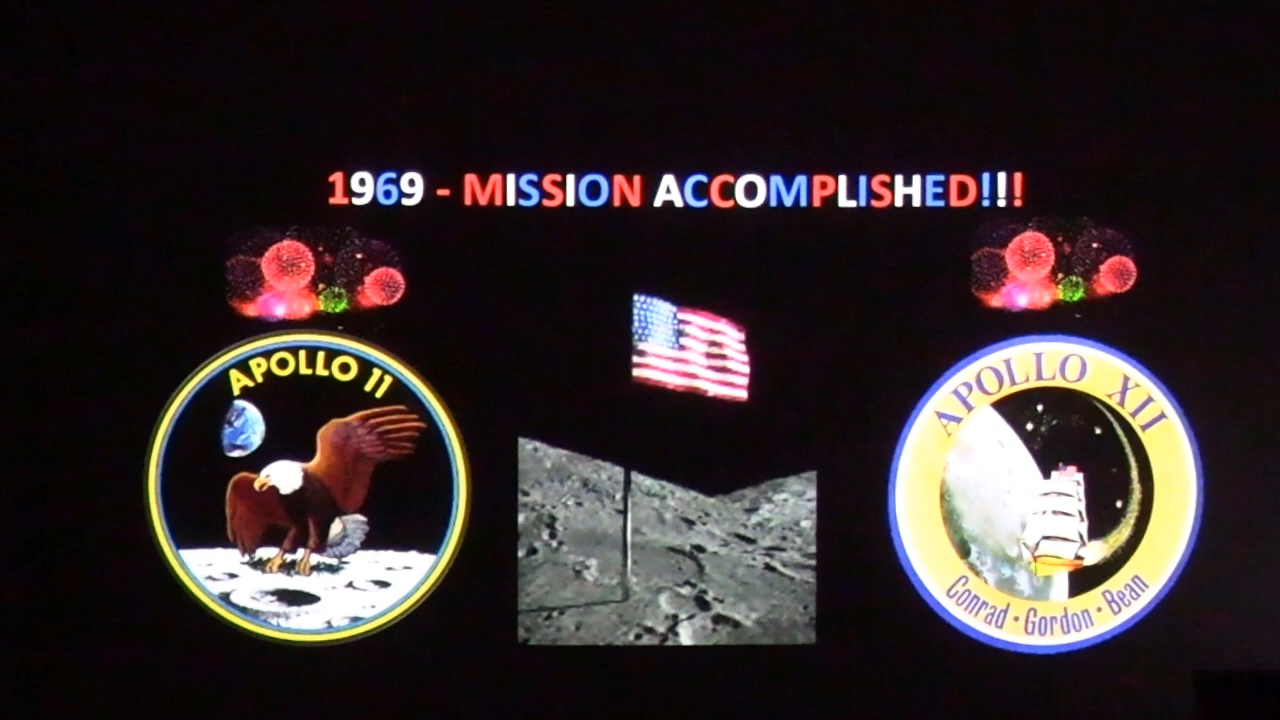 1969 - MISSION ACCOMPLISHED!!!
APOLLO 11
APOLLO XII
Conrad • Gordon • Bean